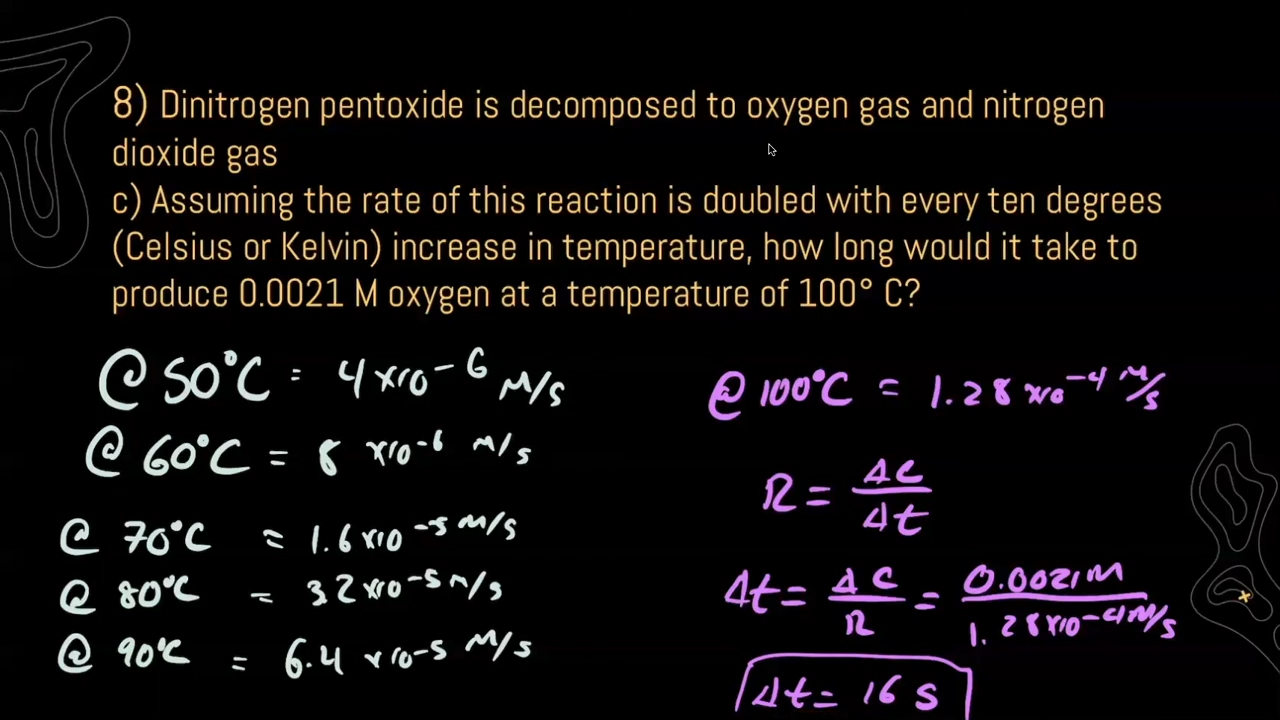 8) Dinitrogen pentoxide is decomposed to oxygen gas and nitrogen
dioxide gas
c) Assuming the rate of this reaction is doubled with every ten degrees
(Celsius or Kelvin) increase in temperature, how long would it take to
produce 0.0021 M oxygen at a temperature of 100° C?
@ 50°C = 4 x10^-6 M/s
@ 60°C = 8 x10^-6 M/s
@ 70°C = 1.6 x10^-5 M/s
@ 80°C = 3.2 x10^-5 M/s
@ 90°C = 6.4 x10^-5 M/s
@ 100°C = 1.28 x10^-4 M/s
R = ΔC/Δt
Δt = ΔC/R = 0.0021M/1.28x10^-4 M/s
Δt = 16 s